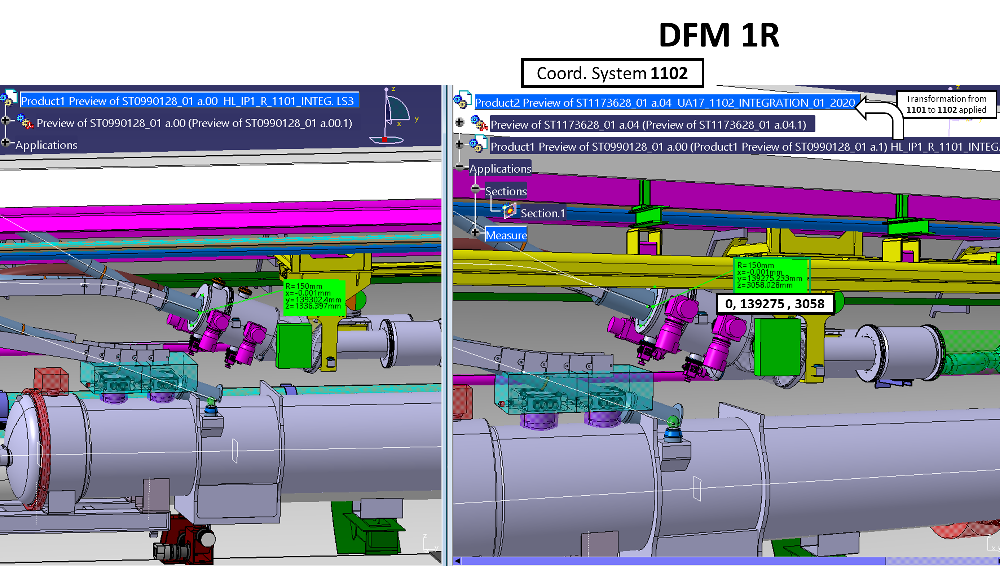 DFM 1R
Coord. System 1102
Product1 Preview of ST0990128_01 a.00 HL_IP1_R_1101_INTEG. LS3
Preview of ST0990128_01 a.00 (Preview of ST0990128_01 a.00.1)
Applications
z
y
x
R=150mm
x=-0.001mm
y=139302.4mm
z=1336.397mm
z
y
Product2 Preview of ST1173628_01 a.04 UA17_1102_INTEGRATION_01_2020
Transformation from
1101 to 1102 applied
z
y
Preview of ST1173628_01 a.04 (Preview of ST1173628_01 a.04.1)
Product1 Preview of ST0990128_01 a.00 (Product1 Preview of ST0990128_01 a.1) HL_IP1_R_1101_INTEG.
Applications
Sections
Section.1
Measure
R=150mm
x=-0.001mm
y=139275.233mm
z=3058.028mm
0, 139275 , 3058
z
x y